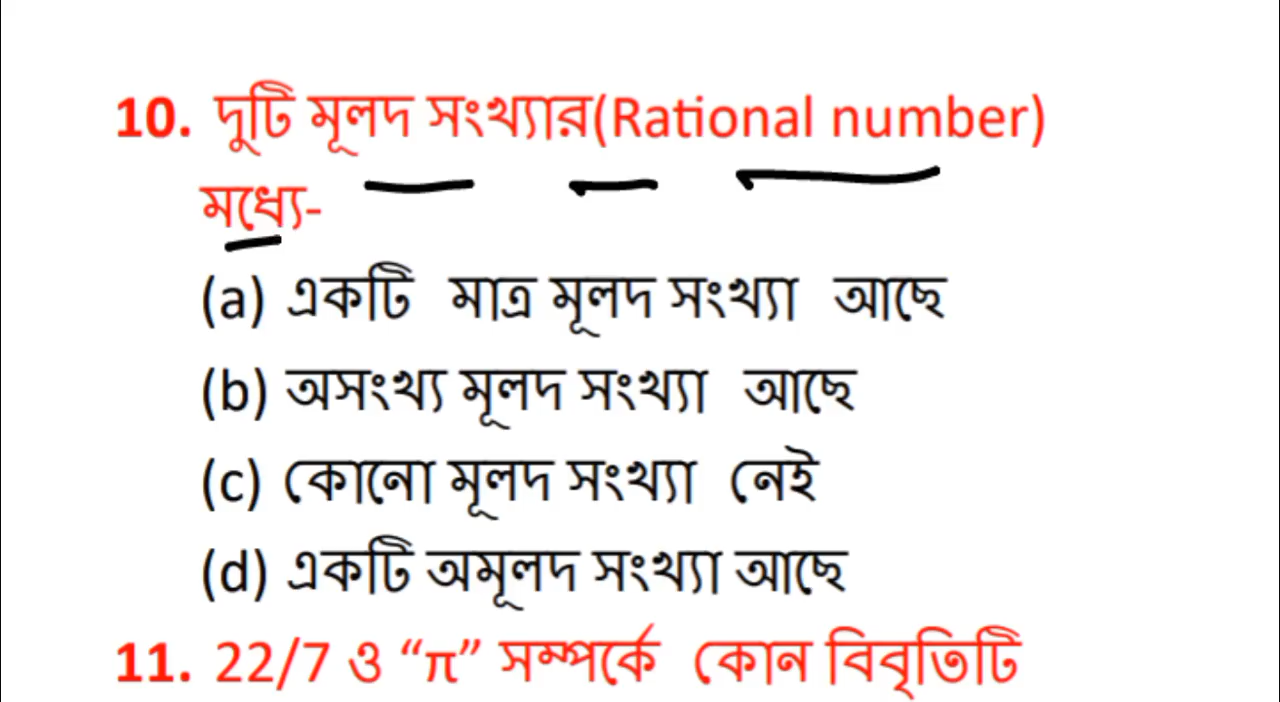 10. দুটি মূলদ সংখ্যার(Rational number)
মধ্যে-
(a) একটি মাত্র মূলদ সংখ্যা আছে
(b) অসংখ্য মূলদ সংখ্যা আছে
(c) কোনো মূলদ সংখ্যা নেই
(d) একটি অমূলদ সংখ্যা আছে
11. 22/7 ও “π” সম্পর্কে কোন বিবৃতিটি